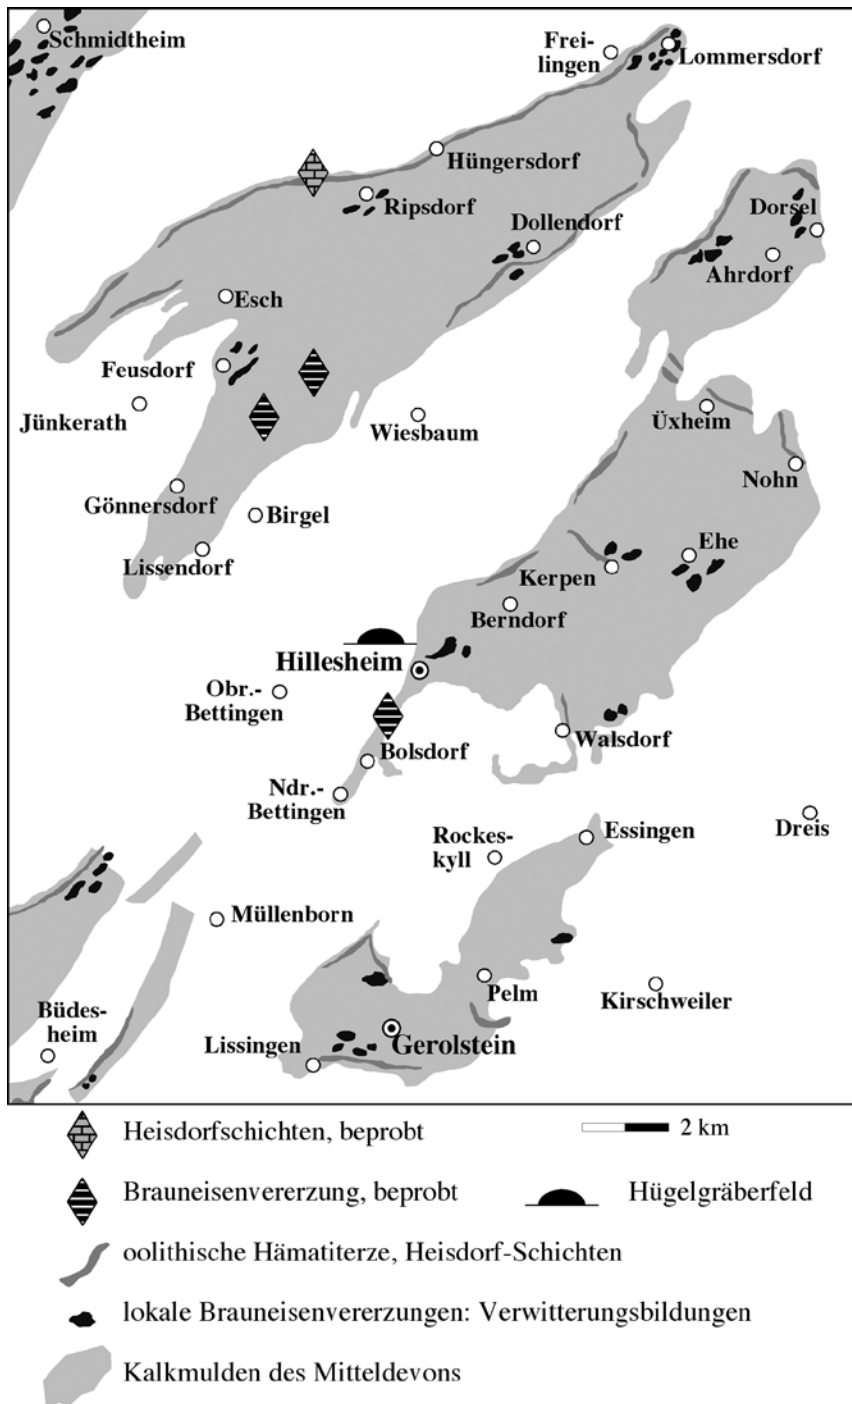 Schmidtheim
Frei-
lingen
Lommersdorf
Hüngersdorf
Ripsdorf
Dollendorf
Dorsel
Ahrdorf
Esch
Feusdorf
Jünkerath
Wiesbaum
Üxheim
Nohn
Gönnersdorf
Birgel
Lissendorf
Ehe
Kerpen
Berndorf
Hillesheim
Obr.-
Bettingen
Walsdorf
Bolsdorf
Ndr.-
Bettingen
Rockes-
kyll
Essingen
Dreis
Müllenborn
Pelm
Kirschweiler
Büdes-
heim
Lissingen
Gerolstein
Heisdorfschichten, beprobt
2 km
Brauneisenvererzung, beprobt
Hügelgräberfeld
oolithische Hämatiterze, Heisdorf-Schichten
lokale Brauneisenvererzungen: Verwitterungsbildungen
Kalkmulden des Mitteldevons